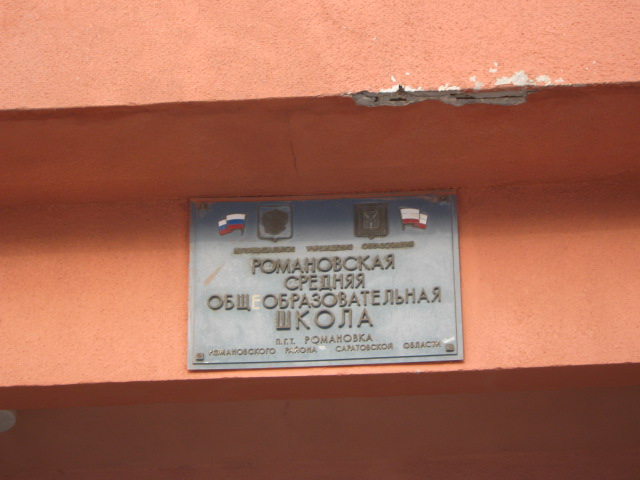 МУНИЦИПАЛЬНОЕ УЧРЕЖДЕНИЕ ОБРАЗОВАНИЯ
РОМАНОВСКАЯ
СРЕДНЯЯ
ОБЩЕОБРАЗОВАТЕЛЬНАЯ
ШКОЛА
П.Г.Т. РОМАНОВКА
РОМАНОВСКОГО РАЙОНА САРАТОВСКОЙ ОБЛАСТИ